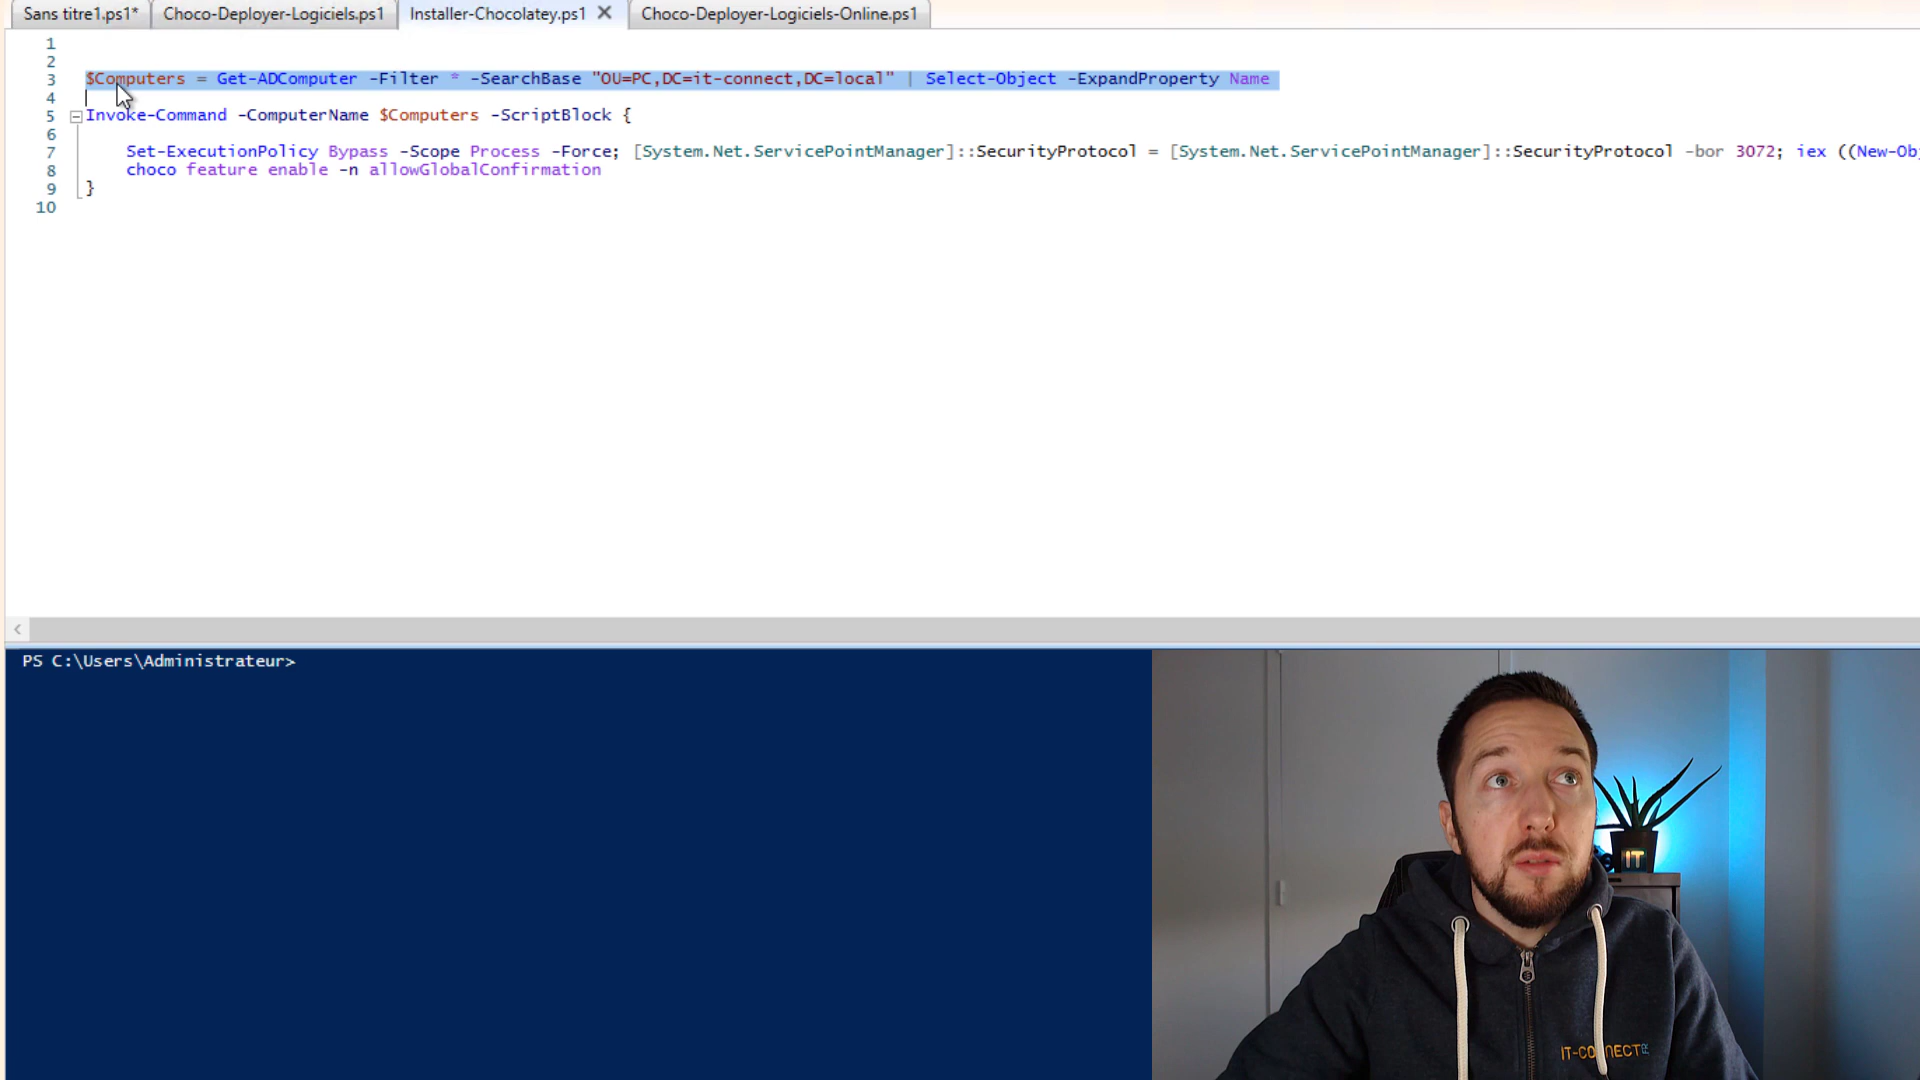 Sans titre1.ps1* Choco-Deployer-Logiciels.ps1 Installer-Chocolatey.ps1 Choco-Deployer-Logiciels-Online.ps1
1
2
3 $Computers = Get-ADComputer -Filter * -SearchBase "OU=PC,DC=it-connect,DC=local" | Select-Object -ExpandProperty Name
4
5 Invoke-Command -ComputerName $Computers -ScriptBlock {
6
7 Set-ExecutionPolicy Bypass -Scope Process -Force; [System.Net.ServicePointManager]::SecurityProtocol = [System.Net.ServicePointManager]::SecurityProtocol -bor 3072; iex ((New-Ob
8 choco feature enable -n allowGlobalConfirmation
9 }
10
PS C:\Users\Administrateur>
IT
IT-CONNECT